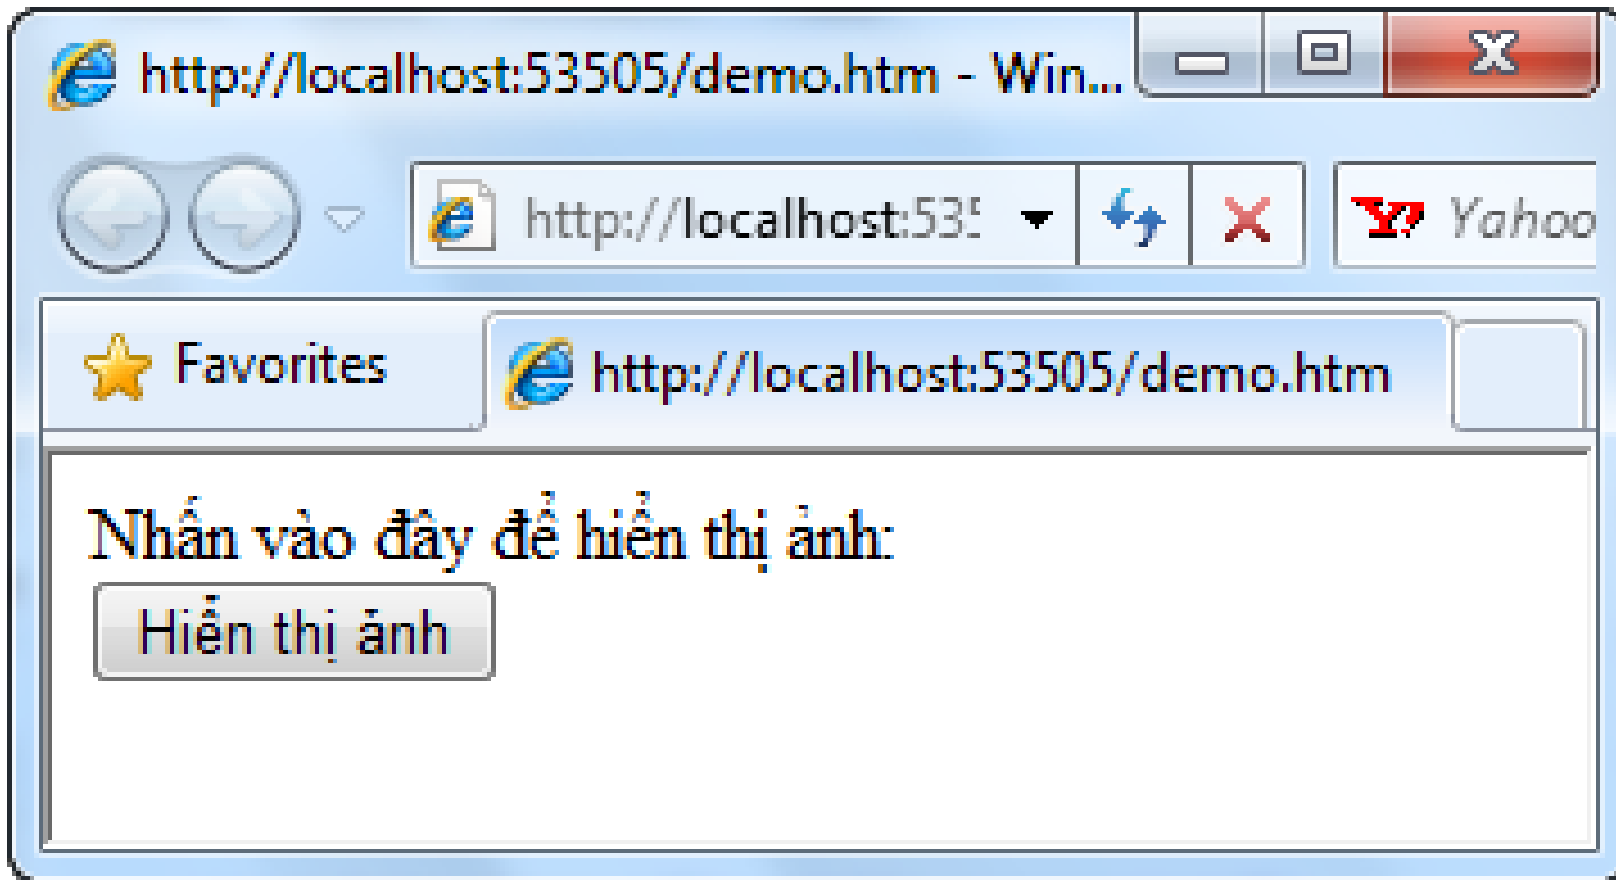 http://localhost:53505/demo.htm - Win...
http://localhost:535
Y! Yahoo
Favorites
http://localhost:53505/demo.htm
Nhấn vào đây để hiển thị ảnh:
Hiển thị ảnh